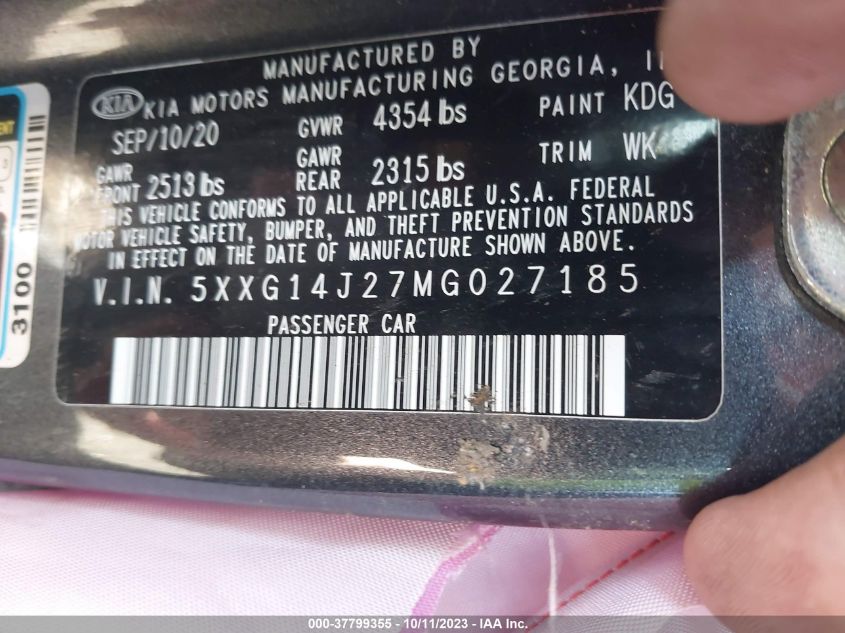 MANUFACTURED BY
KIA KIA MOTORS MANUFACTURING GEORGIA,
SEP/10/20 GVWR 4354 lbs PAINT KDG
GAWR FRONT 2513 lbs GAWR REAR 2315 lbs TRIM WK
THIS VEHICLE CONFORMS TO ALL APPLICABLE U.S.A. FEDERAL
MOTOR VEHICLE SAFETY, BUMPER, AND THEFT PREVENTION STANDARDS
IN EFFECT ON THE DATE OF MANUFACTURE SHOWN ABOVE.
V.I.N. 5XXG14J27MG027185
PASSENGER CAR
3100
000-37799355 - 10/11/2023 - IAA Inc.